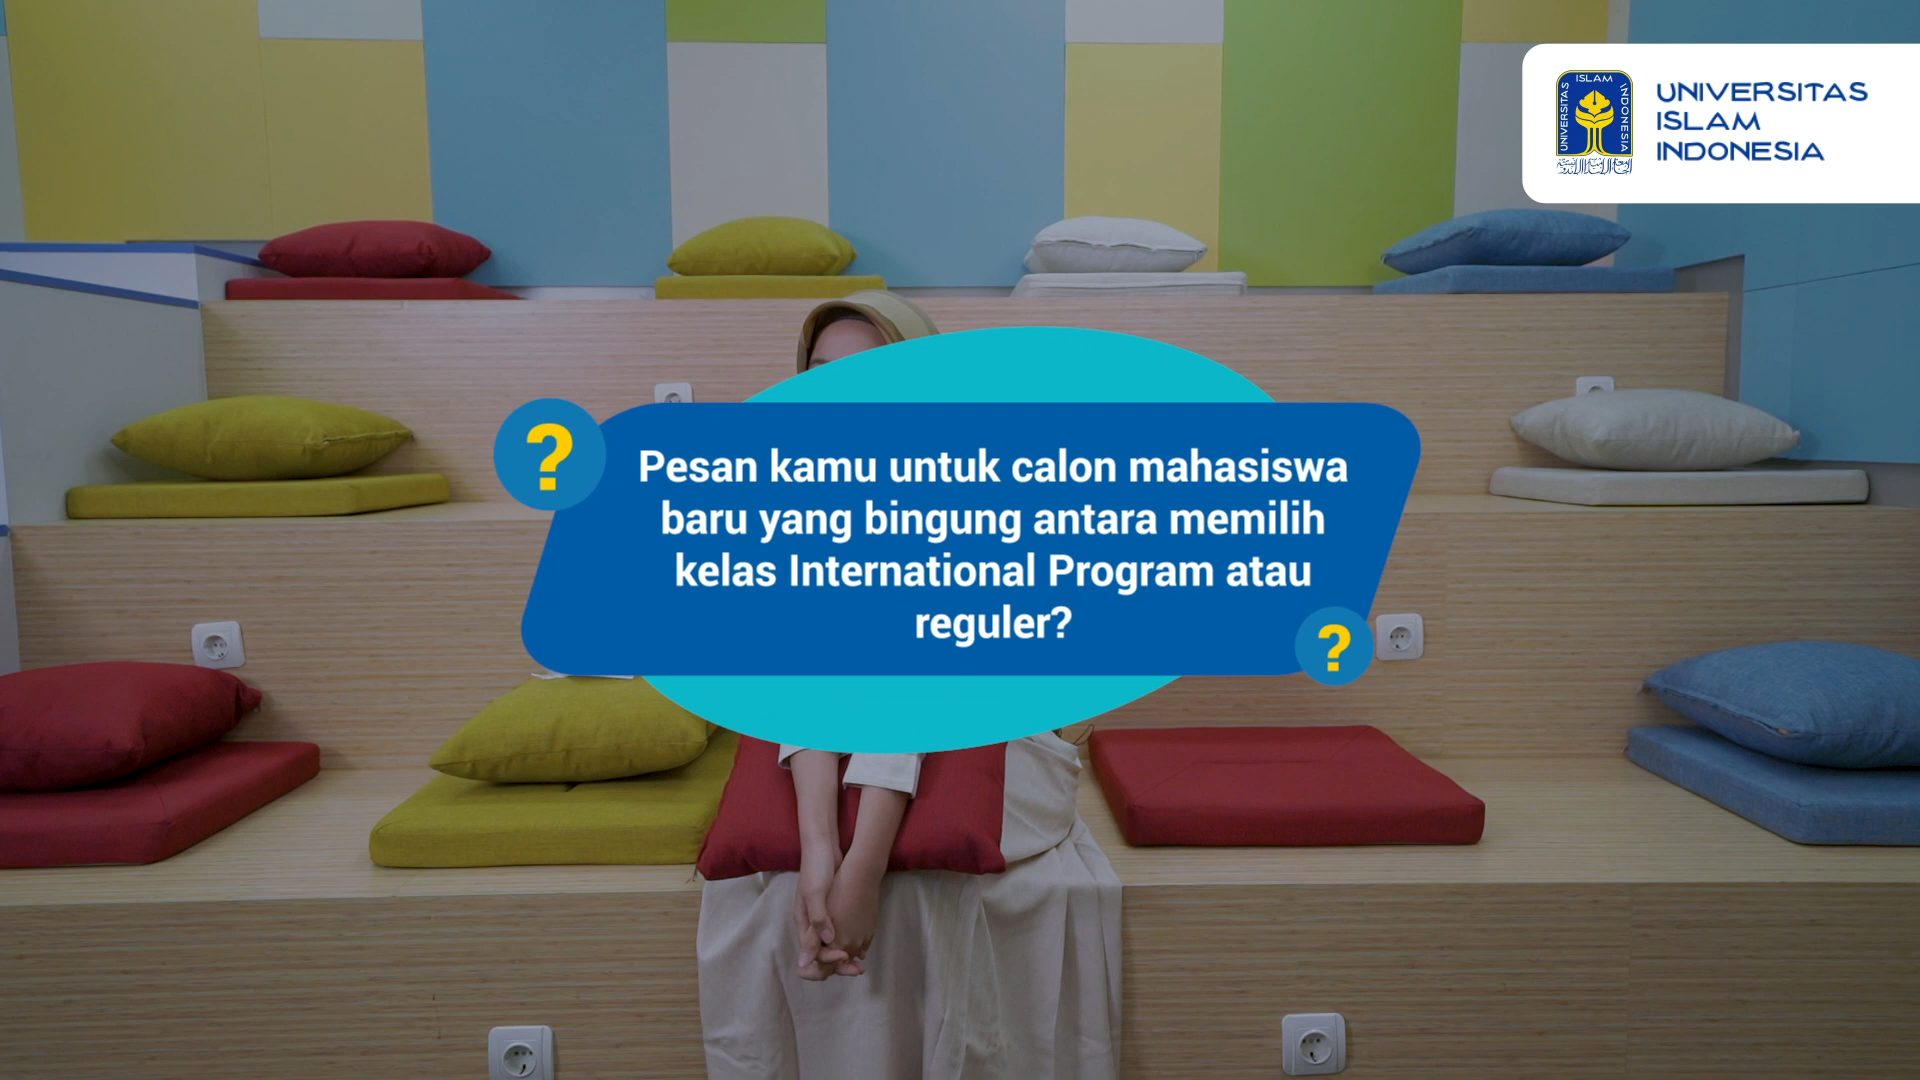 UNIVERSITAS
ISLAM
INDONESIA
UNIVERSITAS
ISLAM
INDONESIA
Pesan kamu untuk calon mahasiswa
baru yang bingung antara memilih
kelas International Program atau
reguler?
?
?